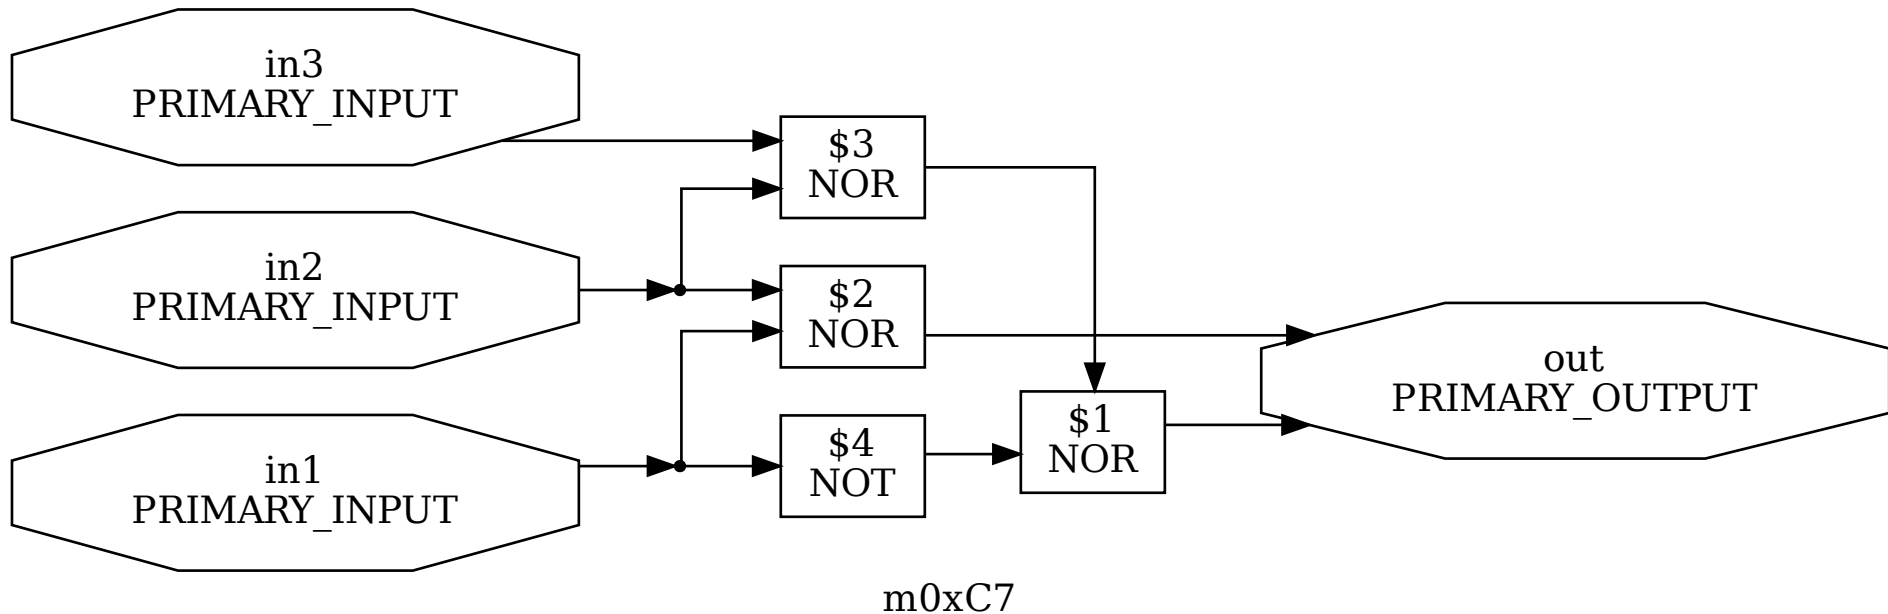 in3
PRIMARY_INPUT
$3
NOR
in2
PRIMARY_INPUT
$2
NOR
out
PRIMARY_OUTPUT
$1
NOR
in1
PRIMARY_INPUT
$4
NOT
m0xC7